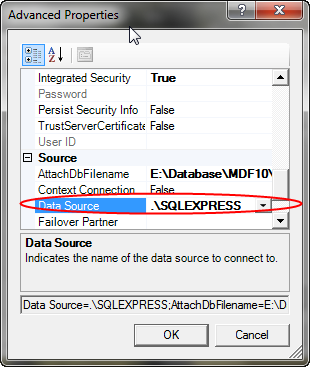 Advanced Properties
Integrated Security True
Password
Persist Security Info False
TrustServerCertificate False
User ID
Source
AttachDbFilename E:\Database\MDF10\
Context Connection False
Data Source .\SQLEXPRESS
Failover Partner
Data Source
Indicates the name of the data source to connect to.
Data Source=.\SQLEXPRESS;AttachDbFilename=E:\D
OK Cancel